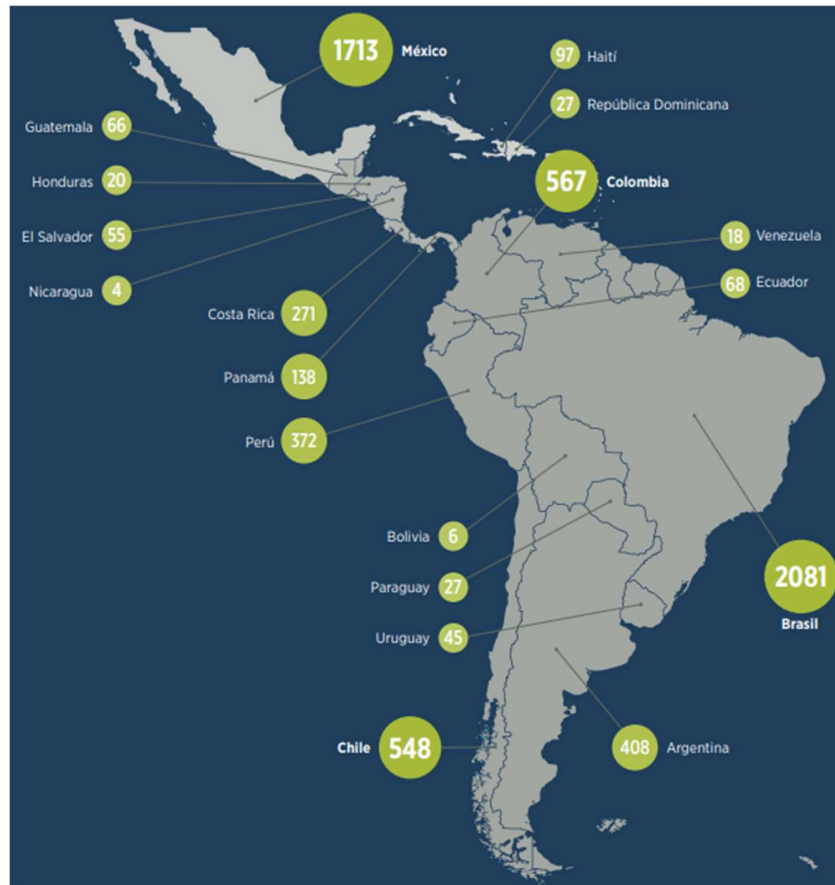 1713 México
97 Haití
27 República Dominicana
Guatemala 66
567 Colombia
Honduras 20
El Salvador 55
18 Venezuela
68 Ecuador
Nicaragua 4
Costa Rica 271
Panamá 138
Perú 372
Bolivia 6
2081
Brasil
Paraguay 27
Uruguay 45
Chile 548
408 Argentina